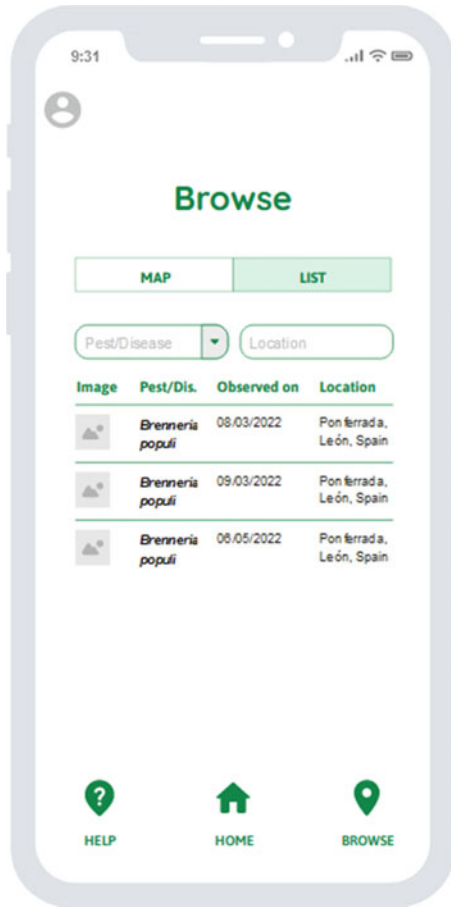 9:31
Browse
MAP LIST
Pest/Disease Location
Image Pest/Dis. Observed on Location
Brenneria 08/03/2022 Ponferrada,
populi León, Spain
Brenneria 09/03/2022 Ponferrada,
populi León, Spain
Brenneria 06/05/2022 Ponferrada,
populi León, Spain
?
HELP HOME BROWSE